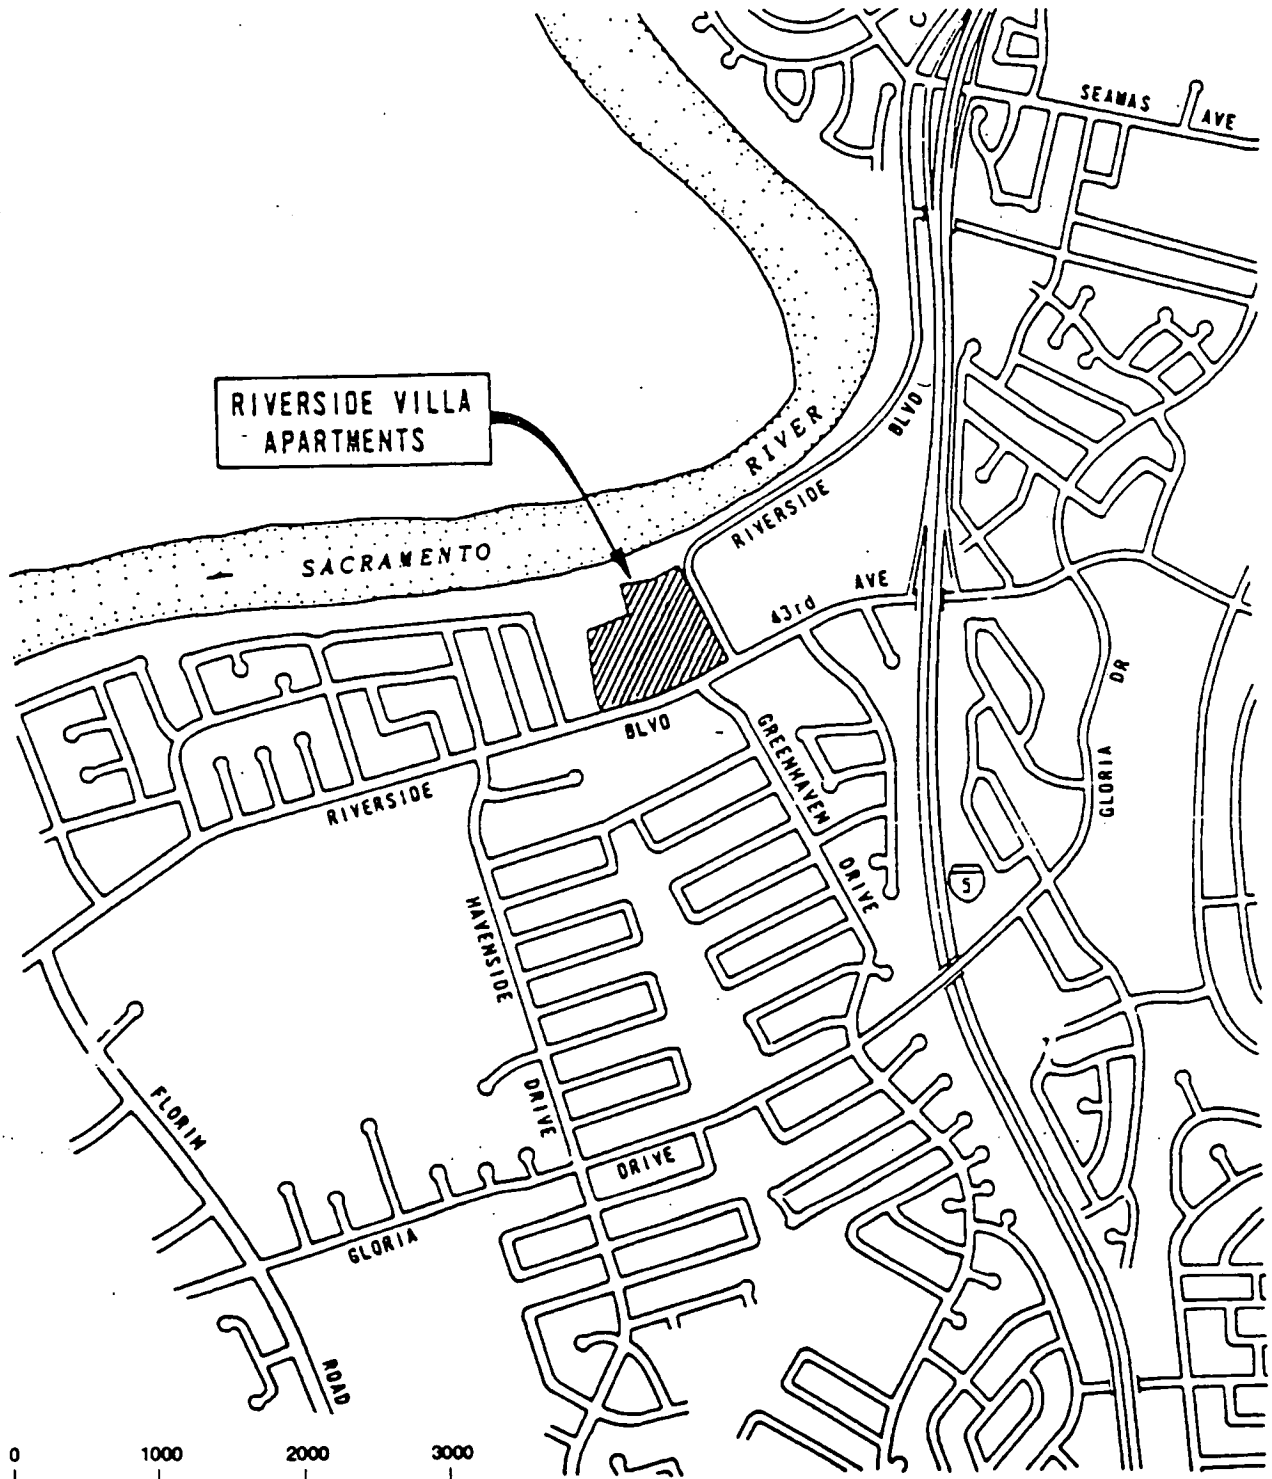 C
SEAMAS AVE
RIVERSIDE VILLA
APARTMENTS
RIVER
BLVD
RIVERSIDE
SACRAMENTO
AVE
43rd
DR
BLVD
GREENHAVEN
GLORIA
RIVERSIDE
DRIVE
5
HAVENSIDE
FLORIN
DRIVE
DRIVE
GLORIA
ROAD
0 1000 2000 3000